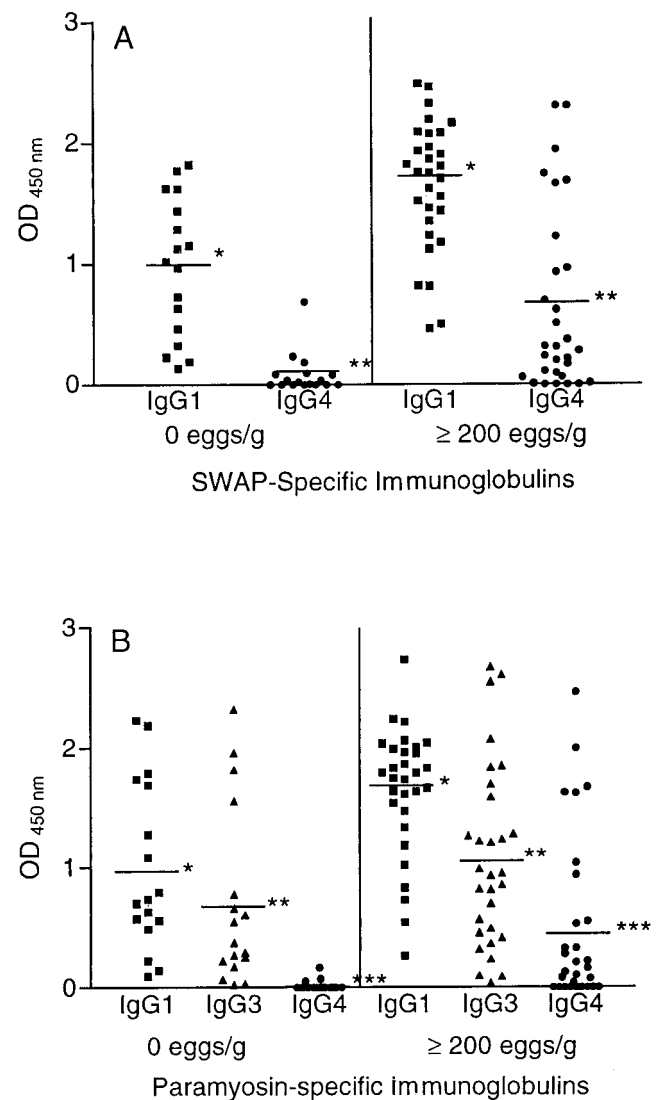 A
3
2
1
0
OD 450 nm
*
**
*
**
IgG1 IgG4 IgG1 IgG4
0 eggs/g ≥ 200 eggs/g
SWAP-Specific Immunoglobulins
B
3
2
1
0
OD 450 nm
*
**
***
*
**
***
IgG1 IgG3 IgG4 IgG1 IgG3 IgG4
0 eggs/g ≥ 200 eggs/g
Paramyosin-specific immunoglobulins